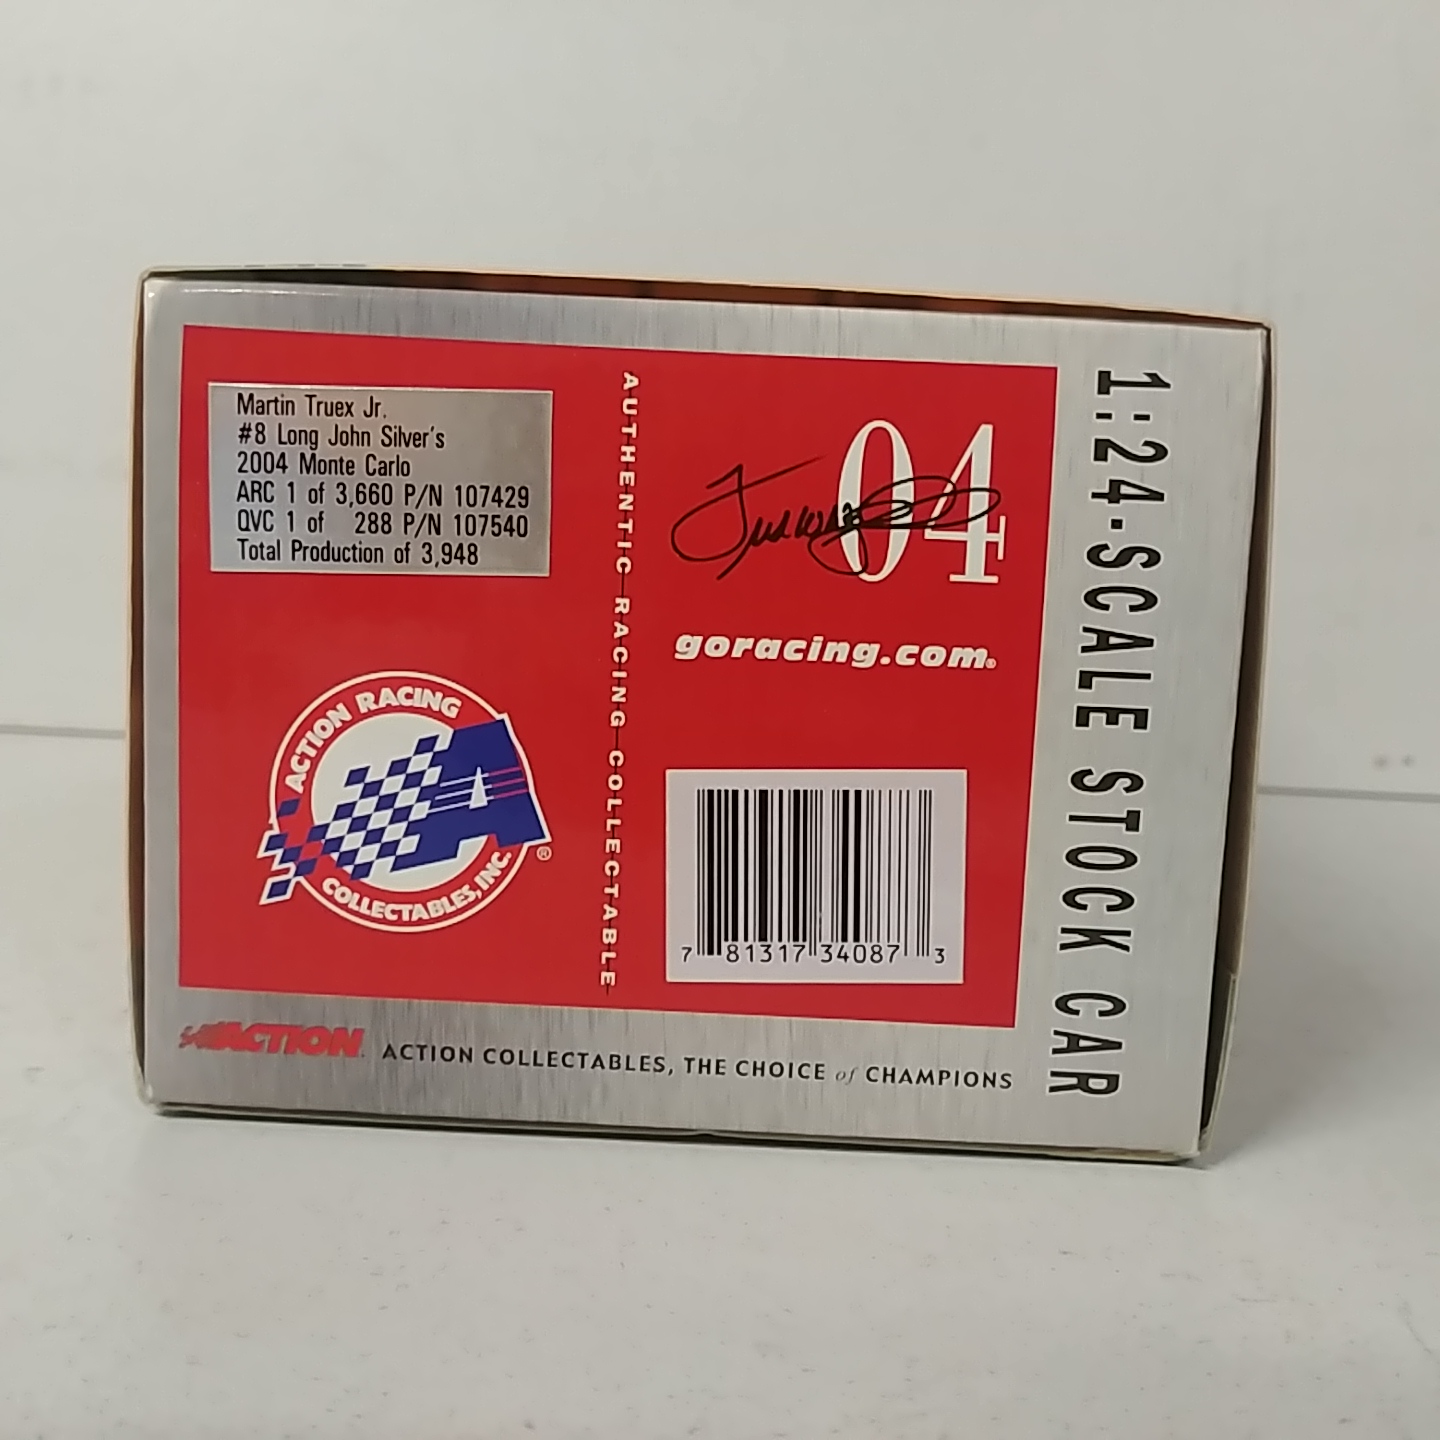 Martin Truex Jr.
#8 Long John Silver's
2004 Monte Carlo
ARC 1 of 3,660 P/N 107429
QVC 1 of 288 P/N 107540
Total Production of 3,948
AUTHENTIC RACING COLLECTABLE
04
goracing.com®
1:24-SCALE STOCK CAR
ACTION RACING
COLLECTABLES, INC.
®
7 81317 34087 3
ACTION
ACTION COLLECTABLES, THE CHOICE of CHAMPIONS